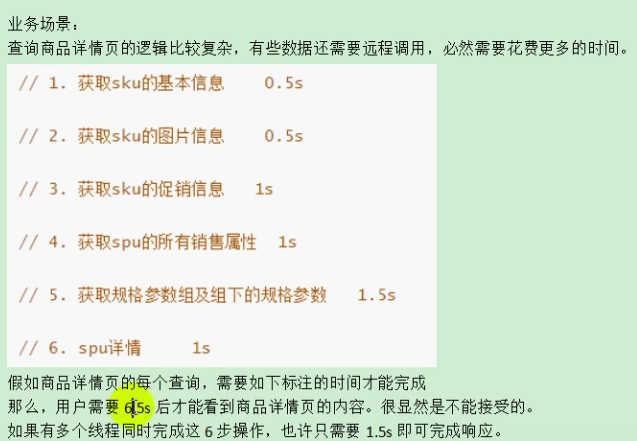 业务场景：
查询商品详情页的逻辑比较复杂，有些数据还需要远程调用，必然需要花费更多的时间。
// 1. 获取sku的基本信息 0.5s
// 2. 获取sku的图片信息 0.5s
// 3. 获取sku的促销信息 1s
// 4. 获取spu的所有销售属性 1s
// 5. 获取规格参数组及组下的规格参数 1.5s
// 6. spu详情 1s
假如商品详情页的每个查询，需要如下标注的时间才能完成
那么，用户需要 6.5s 后才能看到商品详情页的内容。很显然是不能接受的。
如果有多个线程同时完成这 6 步操作，也许只需要 1.5s 即可完成响应。